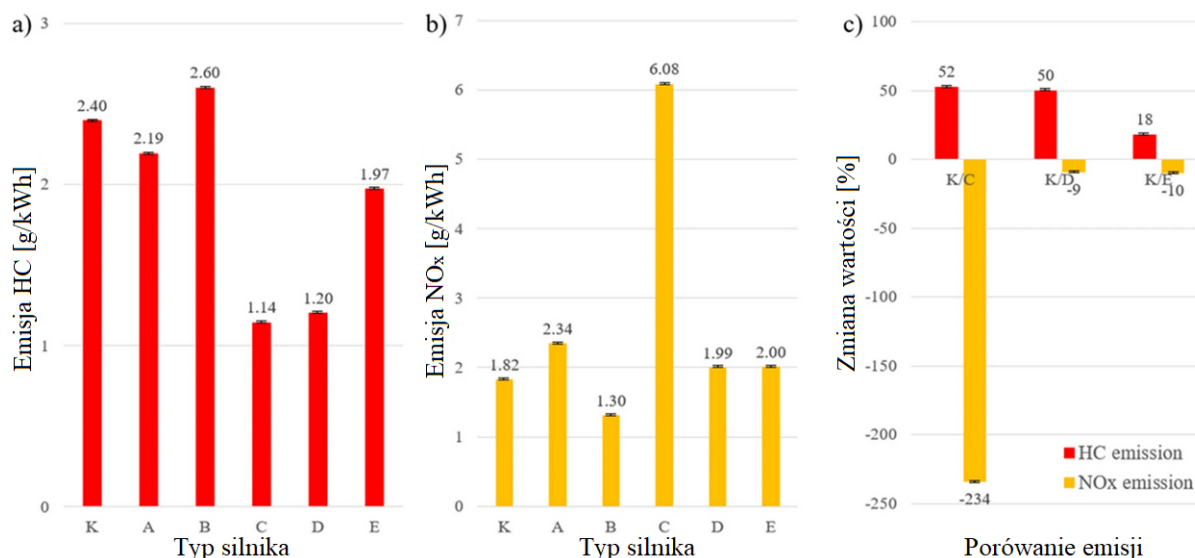 a)
3
2
1
0
Emisja HC [g/kWh]
2.40
2.19
2.60
1.14
1.20
1.97
K A B C D E
Typ silnika
b)
7
6
5
4
3
2
1
0
Emisja NOx [g/kWh]
1.82
2.34
1.30
6.08
1.99
2.00
K A B C D E
Typ silnika
c)
100
50
0
-50
-100
-150
-200
-250
Zmiana wartości [%]
52
50
18
K/C K/D K/E
-9
-10
-234
HC emission
NOx emission
Porówanie emisji